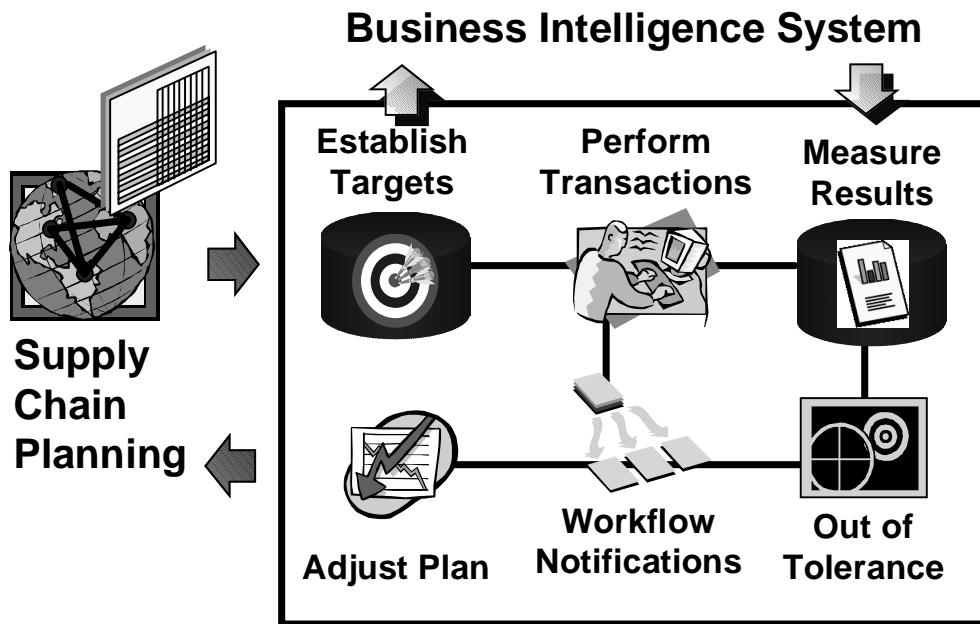 Business Intelligence System
Establish
Targets
Perform
Transactions
Measure
Results
Supply
Chain
Planning
Adjust Plan
Workflow
Notifications
Out of
Tolerance